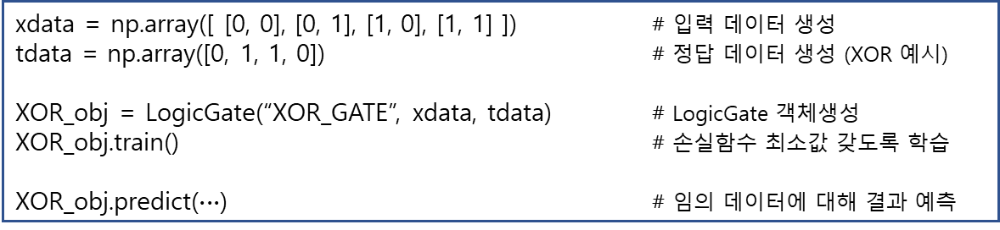 xdata = np.array([ [0, 0], [0, 1], [1, 0], [1, 1] ]) # 입력 데이터 생성
tdata = np.array([0, 1, 1, 0]) # 정답 데이터 생성 (XOR 예시)
XOR_obj = LogicGate(“XOR_GATE”, xdata, tdata) # LogicGate 객체생성
XOR_obj.train() # 손실함수 최소값 갖도록 학습
XOR_obj.predict(⋯) # 임의 데이터에 대해 결과 예측